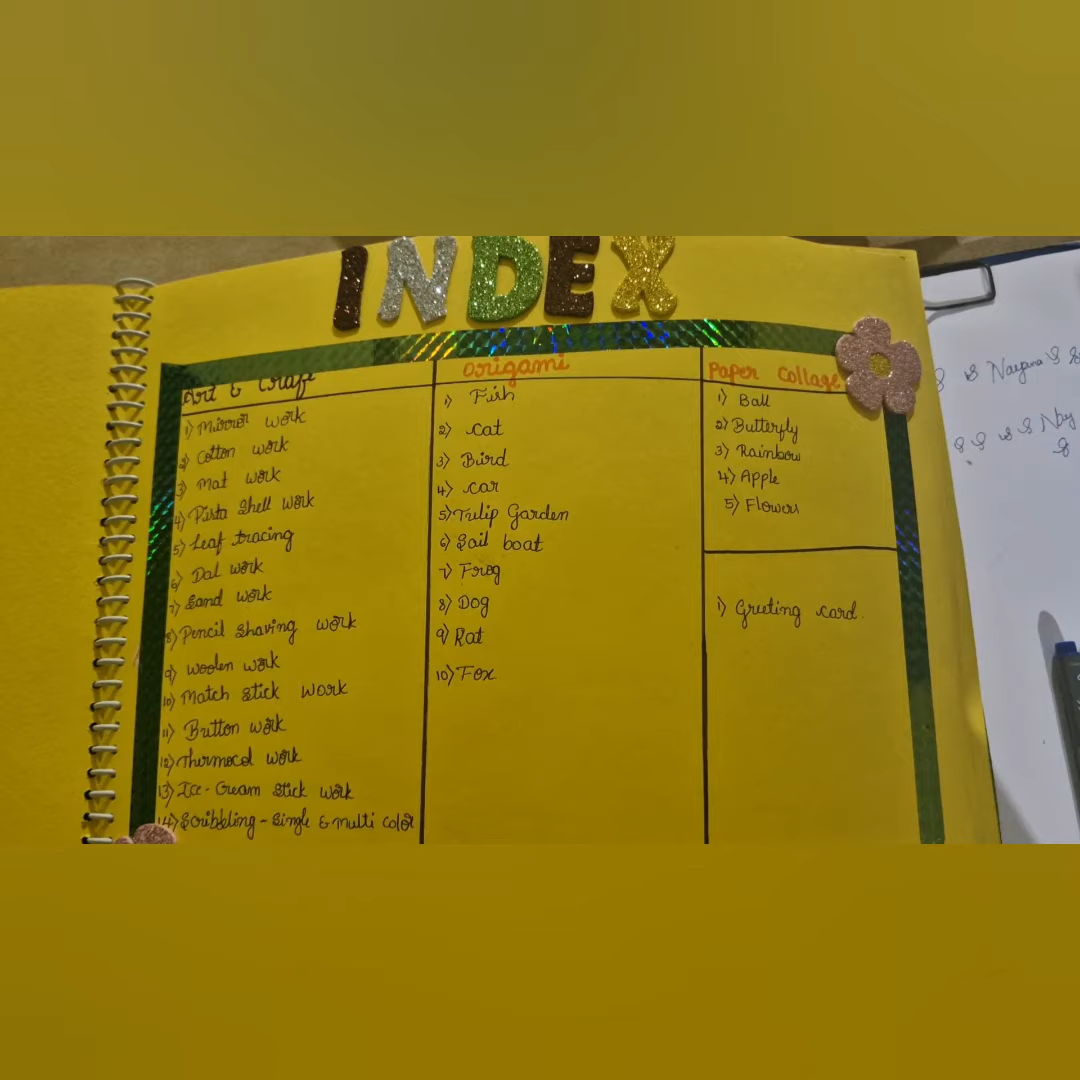 INDEX
Art & Craft
1) Mirror work
2) Cotton work
3) Mat work
4) Pista shell work
5) Leaf tracing
6) Dal work
7) Sand work
8) Pencil shaving work
9) Woolen work
10) Match stick work
11) Button work
12) Thermocol work
13) Ice-Cream stick work
14) Scribbling - Single & Multi color
Origami
1) Fish
2) Cat
3) Bird
4) Car
5) Tulip Garden
6) Sail boat
7) Frog
8) Dog
9) Rat
10) Fox
Paper Collage
1) Ball
2) Butterfly
3) Rainbow
4) Apple
5) Flowers
1) Greeting card.
Nayana